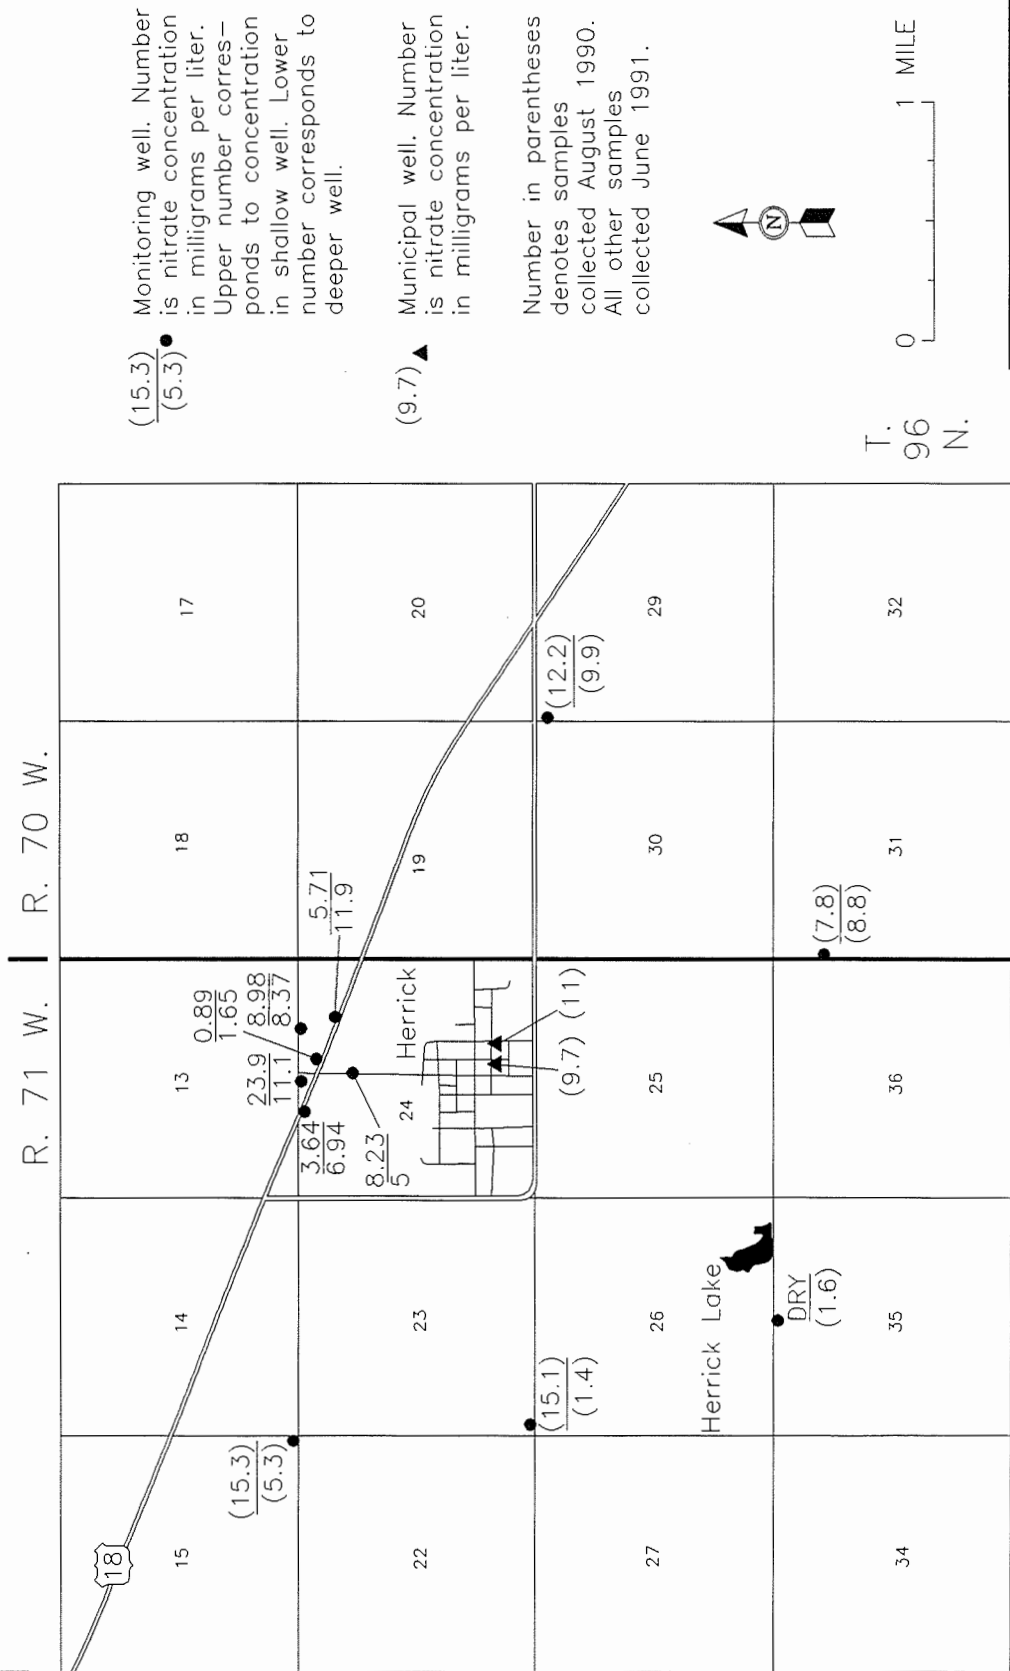 R. 71 W.
R. 70 W.
18
15
14
13
18
17
(15.3)
(5.3)
23.9
11.1
0.89
1.65
8.98
8.37
3.64
6.94
5.71
11.9
8.23
5
22
23
24
Herrick
19
20
(15.1)
(1.4)
(9.7)
(11)
(12.2)
(9.9)
27
26
25
30
29
Herrick Lake
DRY
(1.6)
(7.8)
(8.8)
34
35
36
31
32
T.
96
N.
(15.3)
(5.3)
Monitoring well. Number
is nitrate concentration
in milligrams per liter.
Upper number corres-
ponds to concentration
in shallow well. Lower
number corresponds to
deeper well.
(9.7)
Municipal well. Number
is nitrate concentration
in milligrams per liter.
Number in parentheses
denotes samples
collected August 1990.
All other samples
collected June 1991.
N
0 1 MILE